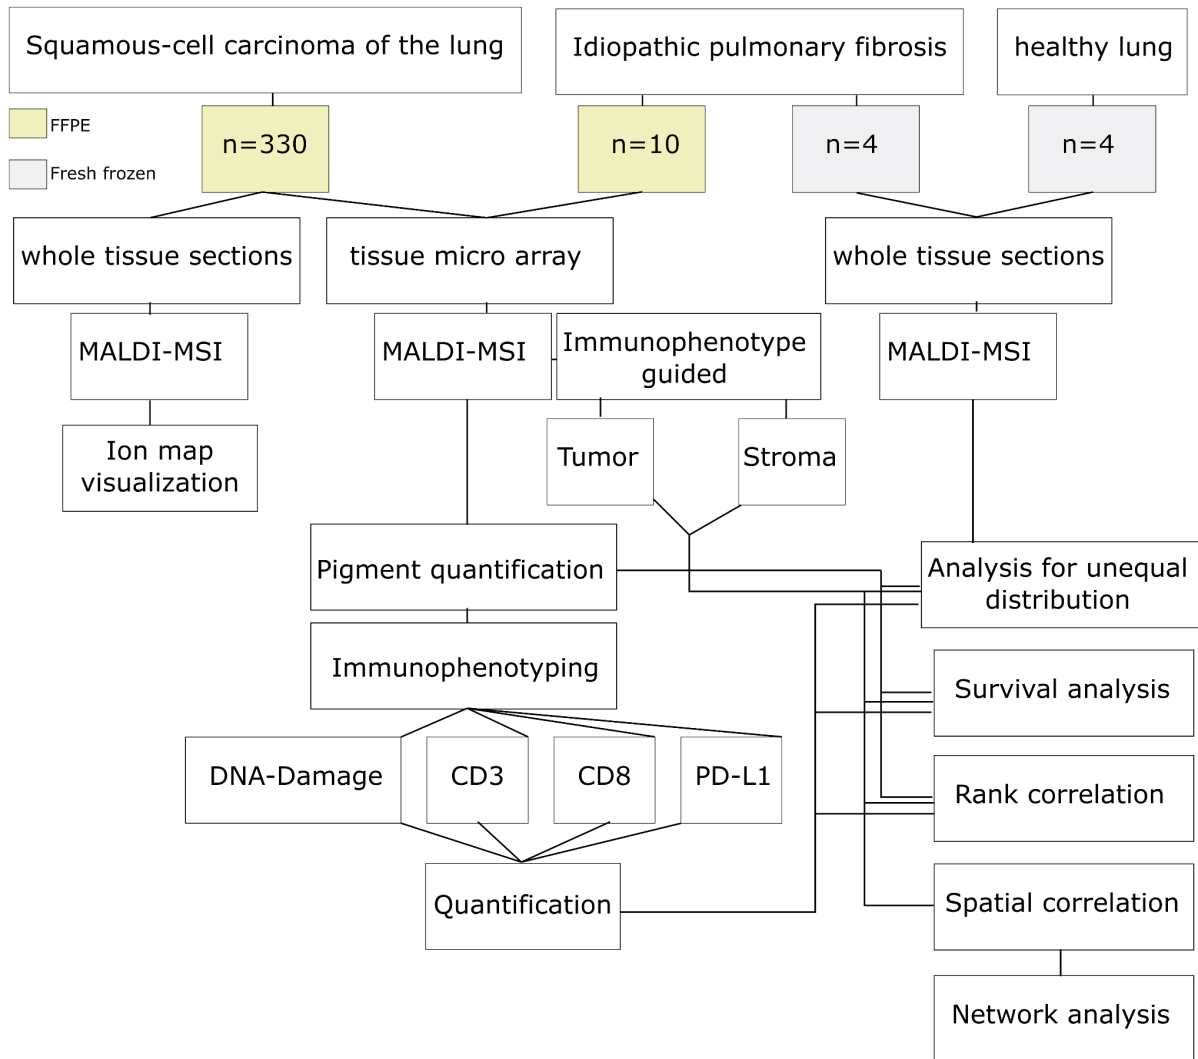 Squamous-cell carcinoma of the lung
Idiopathic pulmonary fibrosis
healthy lung
FFPE
Fresh frozen
n=330
n=10
n=4
n=4
whole tissue sections
tissue micro array
whole tissue sections
MALDI-MSI
MALDI-MSI
Immunophenotype
guided
MALDI-MSI
Ion map
visualization
Tumor
Stroma
Pigment quantification
Analysis for unequal
distribution
Immunophenotyping
Survival analysis
DNA-Damage
CD3
CD8
PD-L1
Rank correlation
Quantification
Spatial correlation
Network analysis